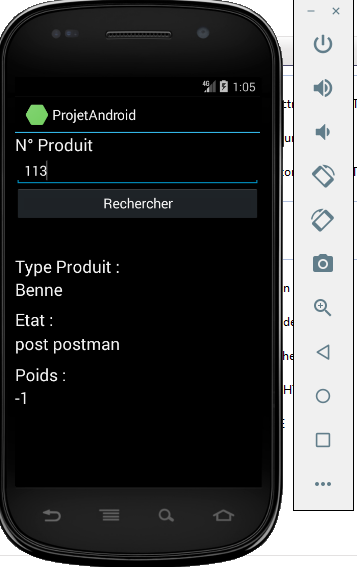 4G 1:05
ProjetAndroid
N° Produit
113
Rechercher
Type Produit :
Benne
Etat :
post postman
Poids :
-1